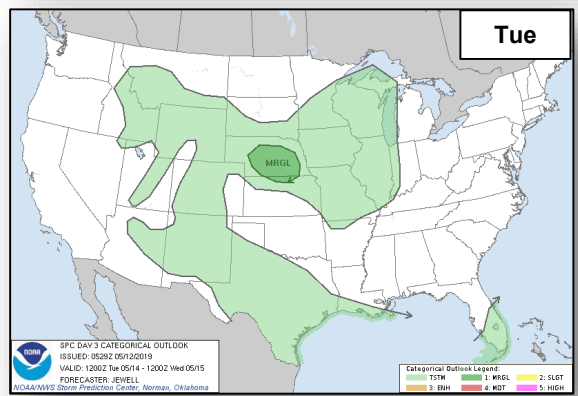 Tue
MRGL
NOAA
SPC DAY 3 CATEGORICAL OUTLOOK
ISSUED: 0529Z 05/12/2019
VALID: 1200Z Tue 05/14 - 1200Z Wed 05/15
FORECASTER: JEWELL
NOAA/NWS Storm Prediction Center, Norman, Oklahoma
Categorical Outlook Legend:
TSTM 1: MRGL 2: SLGT
3: ENH 4: MDT 5: HIGH